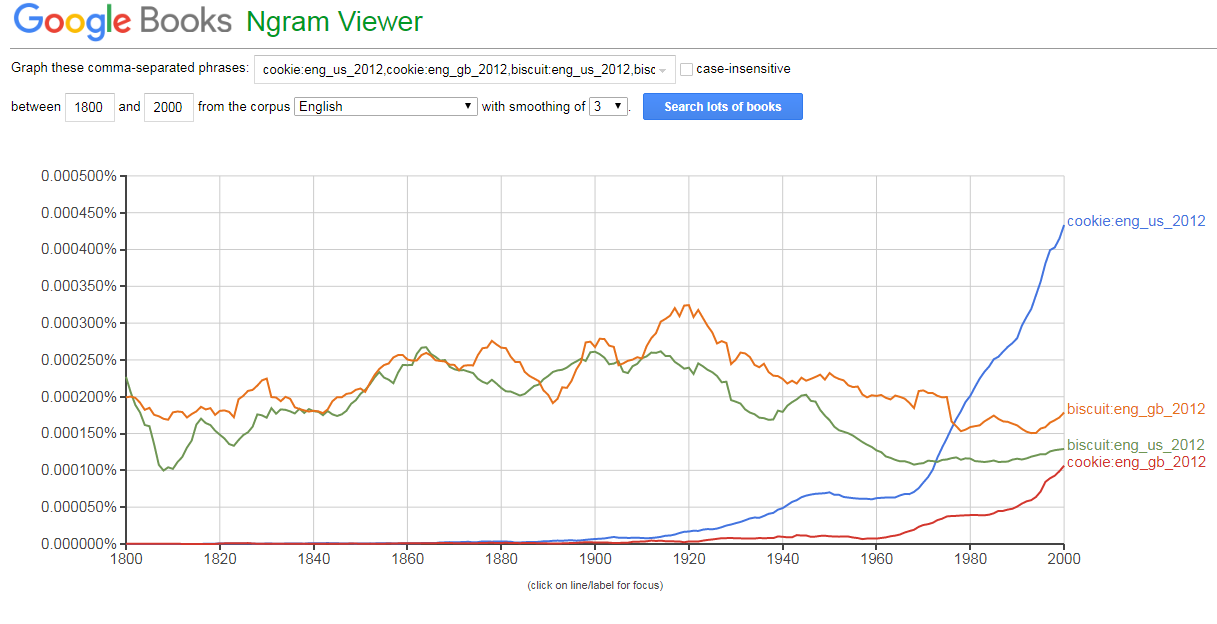 Google Books Ngram Viewer
Graph these comma-separated phrases: cookie:eng_us_2012,cookie:eng_gb_2012,biscuit:eng_us_2012,bisc case-insensitive
between 1800 and 2000 from the corpus English with smoothing of 3 . Search lots of books
0.000500%
0.000450%
0.000400%
0.000350%
0.000300%
0.000250%
0.000200%
0.000150%
0.000100%
0.000050%
0.000000%
cookie:eng_us_2012
biscuit:eng_gb_2012
biscuit:eng_us_2012
cookie:eng_gb_2012
1800 1820 1840 1860 1880 1900 1920 1940 1960 1980 2000
(click on line/label for focus)